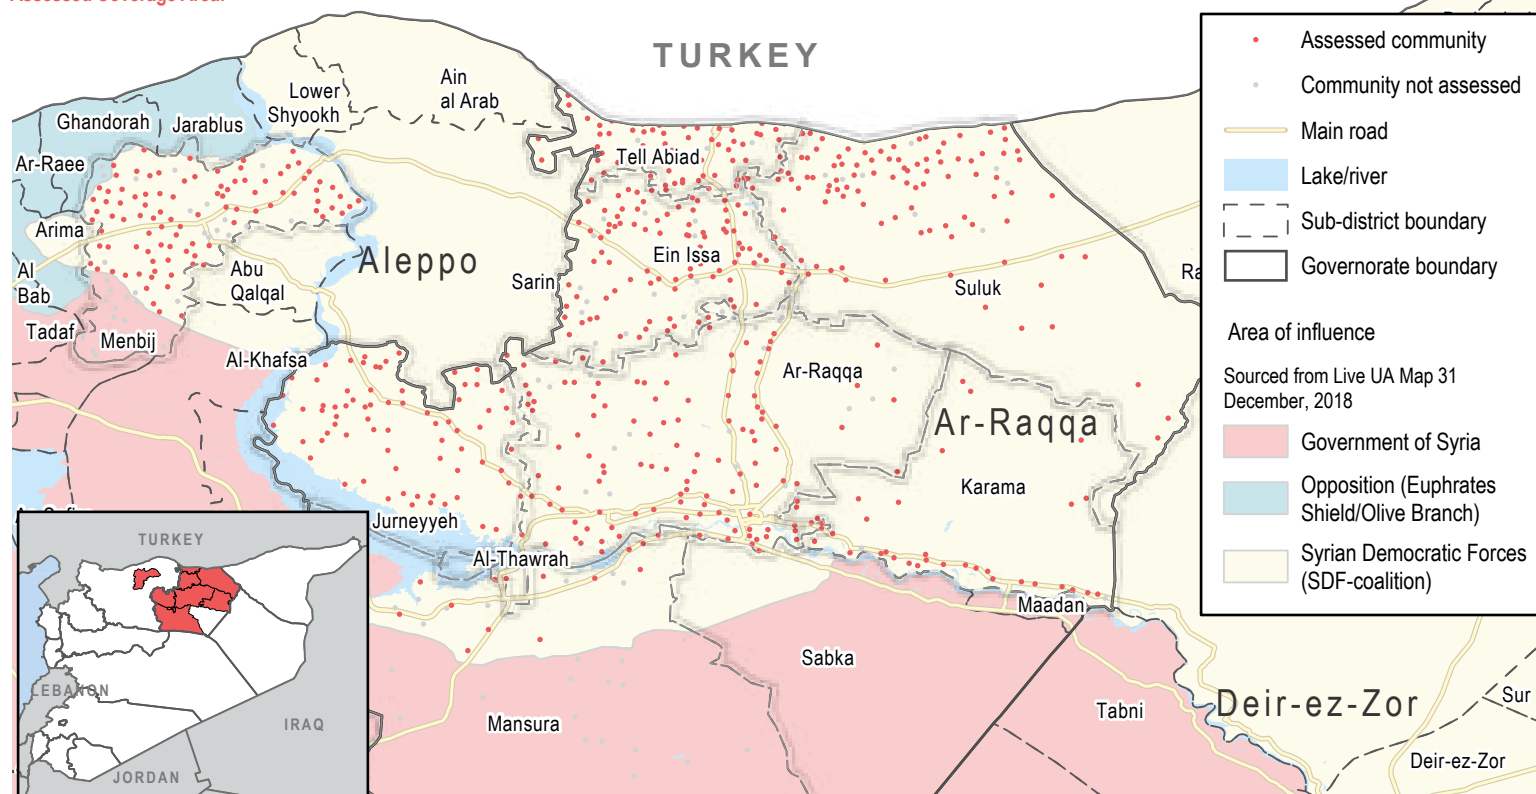 Assessed Coverage Area:
TURKEY
Ain
al Arab
Lower
Shyookh
Ghandorah
Jarablus
Ar-Raee
Tell Abiad
Arima
Aleppo
Ein Issa
Abu
Qalqal
Al
Bab
Sarin
Suluk
Tadaf
Menbij
Al-Khafsa
Ar-Raqqa
Ar-Raqqa
Karama
Jurneyyeh
Al-Thawrah
Maadan
Sabka
Mansura
Tabni
Deir-ez-Zor
Sur
Deir-ez-Zor
Assessed community
Community not assessed
Main road
Lake/river
Sub-district boundary
Governorate boundary
Area of influence
Sourced from Live UA Map 31
December, 2018
Government of Syria
Opposition (Euphrates
Shield/Olive Branch)
Syrian Democratic Forces
(SDF-coalition)
TURKEY
LEBANON
IRAQ
JORDAN